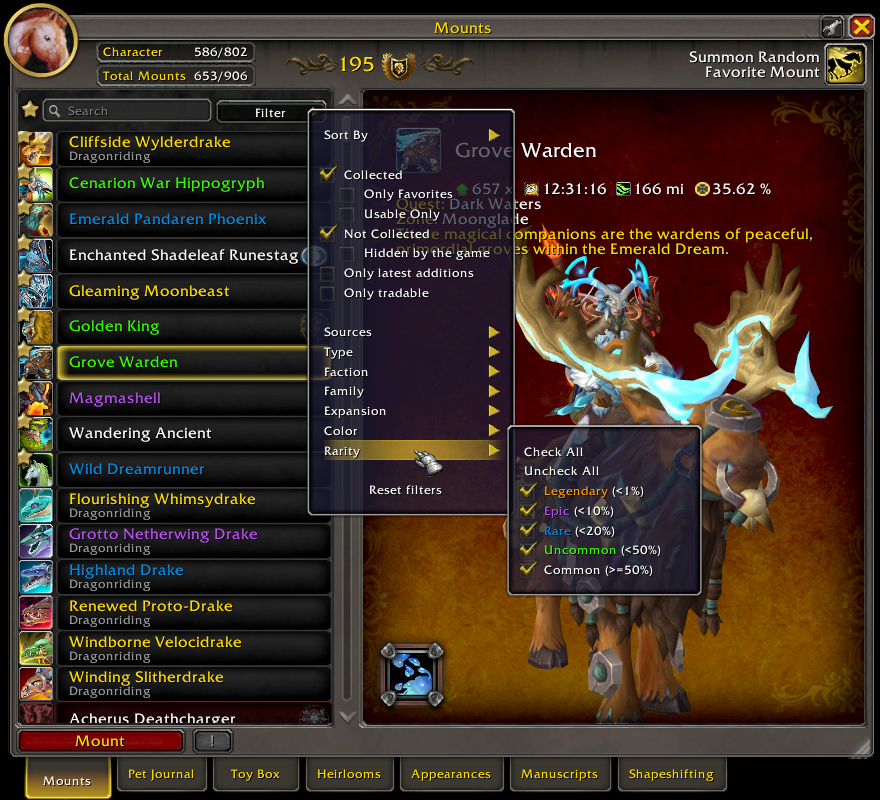 Mounts
Character 586/802
Total Mounts 653/906
195
Summon Random
Favorite Mount
Search
Filter
Cliffside Wylderdrake
Dragonriding
Cenarion War Hippogryph
Emerald Pandaren Phoenix
Enchanted Shadeleaf Runestag
Gleaming Moonbeast
Golden King
Grove Warden
Magmashell
Wandering Ancient
Wild Dreamrunner
Flourishing Whimsydrake
Dragonriding
Grotto Netherwing Drake
Dragonriding
Highland Drake
Dragonriding
Renewed Proto-Drake
Dragonriding
Windborne Velocidrake
Dragonriding
Winding Slitherdrake
Dragonriding
Acherus Deathcharger
Sort By
Collected
Only Favorites
Usable Only
Not Collected
Hidden by the game
Only latest additions
Only tradable
Sources
Type
Faction
Family
Expansion
Color
Rarity
Reset filters
Check All
Uncheck All
Legendary (<1%)
Epic (<10%)
Rare (<20%)
Uncommon (<50%)
Common (>=50%)
Grove Warden
657 x 12:31:16 166 mi 35.62 %
Quest: Dark Waters
Zone: Moonglade
magical companions are the wardens of peaceful,
primordial groves within the Emerald Dream.
Mount
!
Mounts
Pet Journal
Toy Box
Heirlooms
Appearances
Manuscripts
Shapeshifting